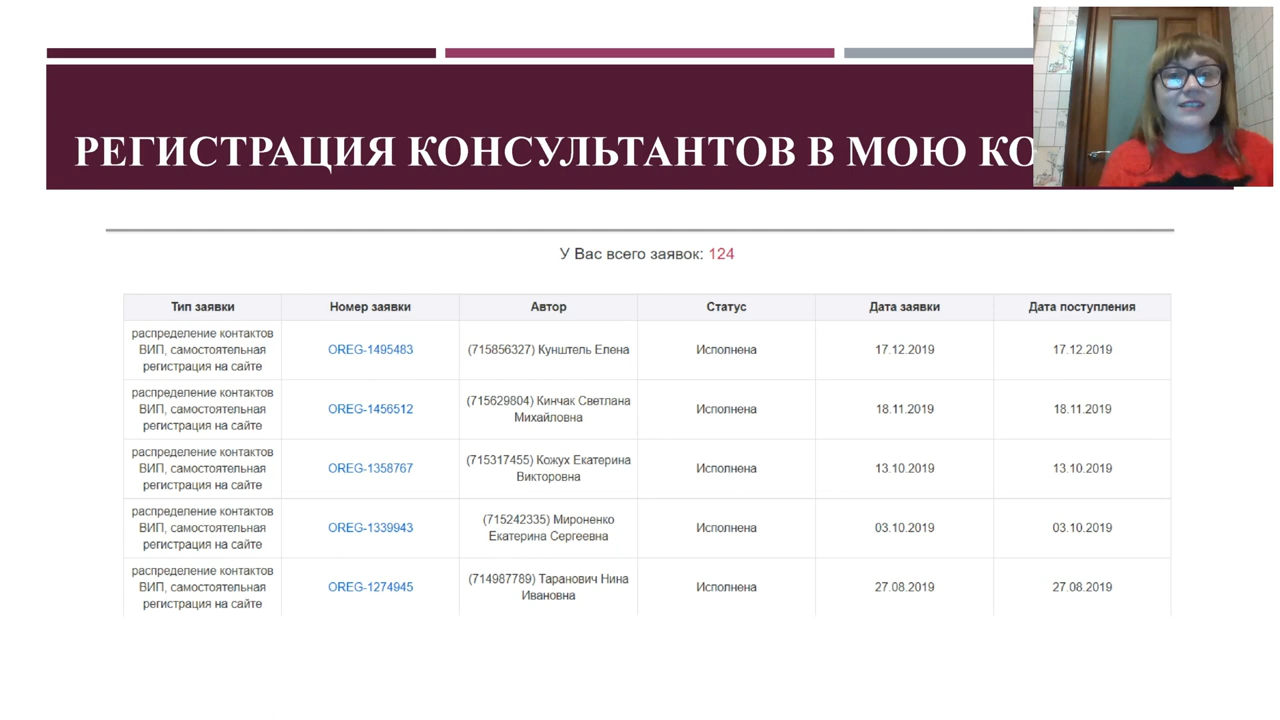 РЕГИСТРАЦИЯ КОНСУЛЬТАНТОВ В МОЮ КО
У Вас всего заявок: 124
Тип заявки Номер заявки Автор Статус Дата заявки Дата поступления
распределение контактов
ВИП, самостоятельная
регистрация на сайте
OREG-1495483
(715856327) Кунштель Елена
Исполнена
17.12.2019
17.12.2019
распределение контактов
ВИП, самостоятельная
регистрация на сайте
OREG-1456512
(715629804) Кинчак Светлана
Михайловна
Исполнена
18.11.2019
18.11.2019
распределение контактов
ВИП, самостоятельная
регистрация на сайте
OREG-1358767
(715317455) Кожух Екатерина
Викторовна
Исполнена
13.10.2019
13.10.2019
распределение контактов
ВИП, самостоятельная
регистрация на сайте
OREG-1339943
(715242335) Мироненко
Екатерина Сергеевна
Исполнена
03.10.2019
03.10.2019
распределение контактов
ВИП, самостоятельная
регистрация на сайте
OREG-1274945
(714987789) Таранович Нина
Ивановна
Исполнена
27.08.2019
27.08.2019